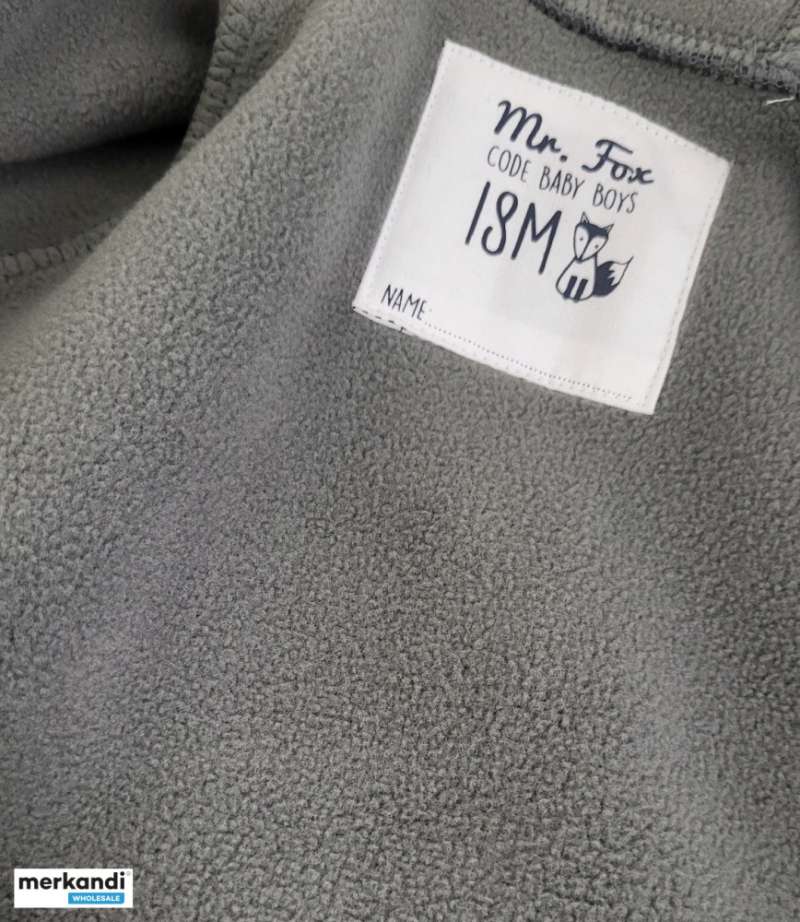 Mr. Fox
CODE BABY BOYS
18M
NAME
merkandi
WHOLESALE